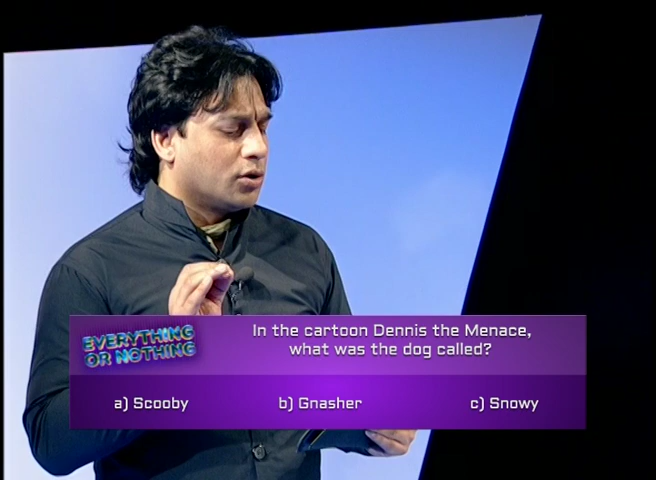 EVERYTHING
OR NOTHING
In the cartoon Dennis the Menace,
what was the dog called?
a) Scooby
b) Gnasher
c) Snowy